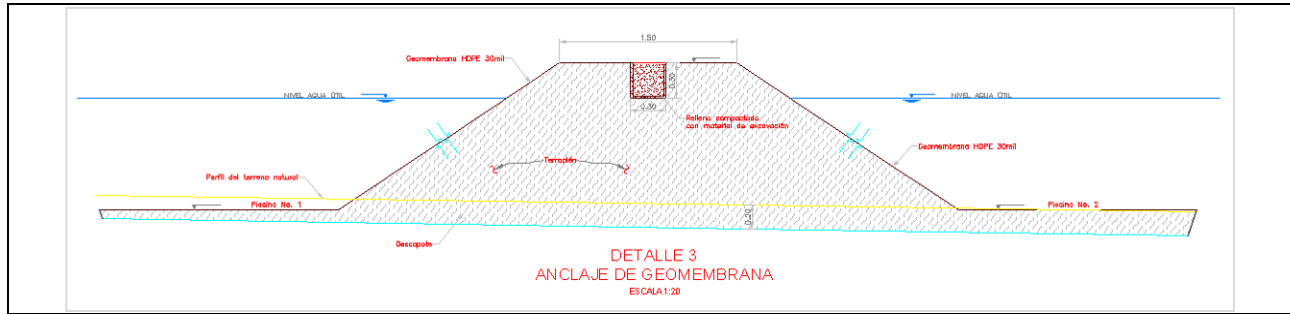 1.50
Geomembrana HDPE 30mil
0.30
NIVEL AGUA ÚTIL
NIVEL AGUA ÚTIL
0.30
Relleno compactado
con material de excavación
Geomembrana HDPE 30mil
Terraplén
Perfil del terreno natural
Piscina No. 1
Piscina No. 2
0.20
Descapote
DETALLE 3
ANCLAJE DE GEOMEMBRANA
ESCALA 1:20